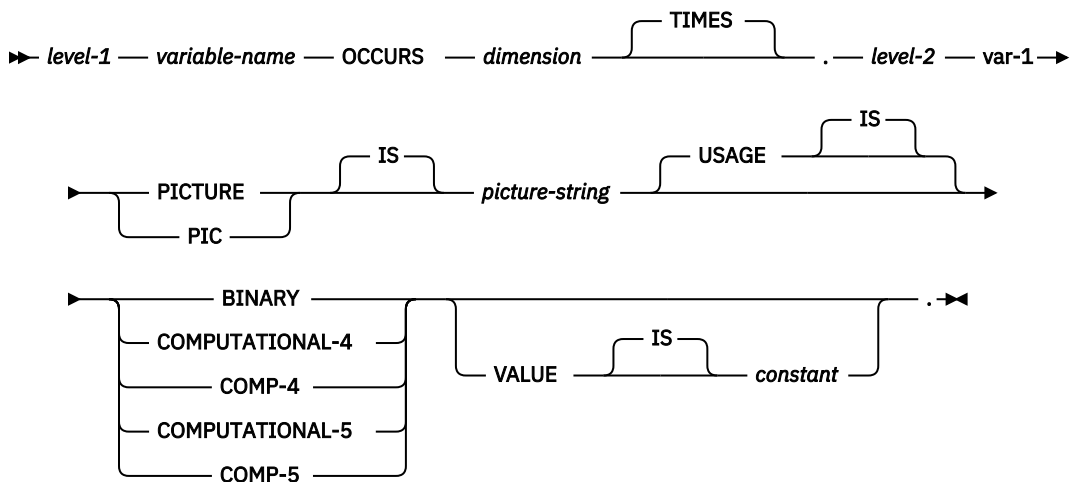 TIMES
level-1 variable-name OCCURS dimension . level-2 var-1
IS
IS USAGE
PICTURE picture-string
PIC
BINARY .
COMPUTATIONAL-4 IS
VALUE constant
COMP-4
COMPUTATIONAL-5
COMP-5